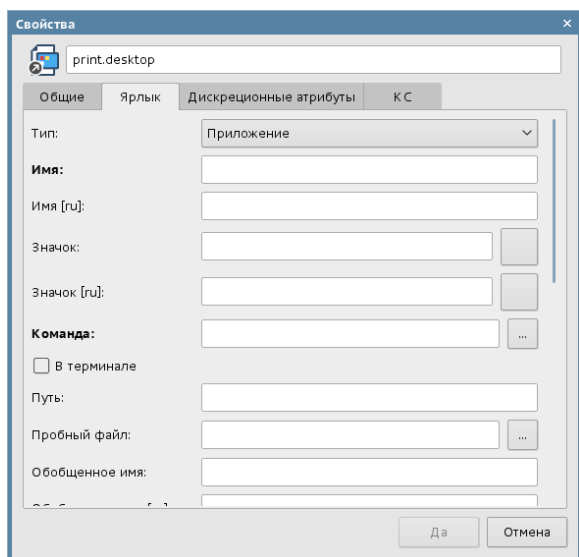 Свойства
print.desktop
Общие Ярлык Дискреционные атрибуты КС
Тип: Приложение
Имя:
Имя [ru]:
Значок:
Значок [ru]:
Команда: ...
В терминале
Путь:
Пробный файл: ...
Обобщенное имя:
Да Отмена